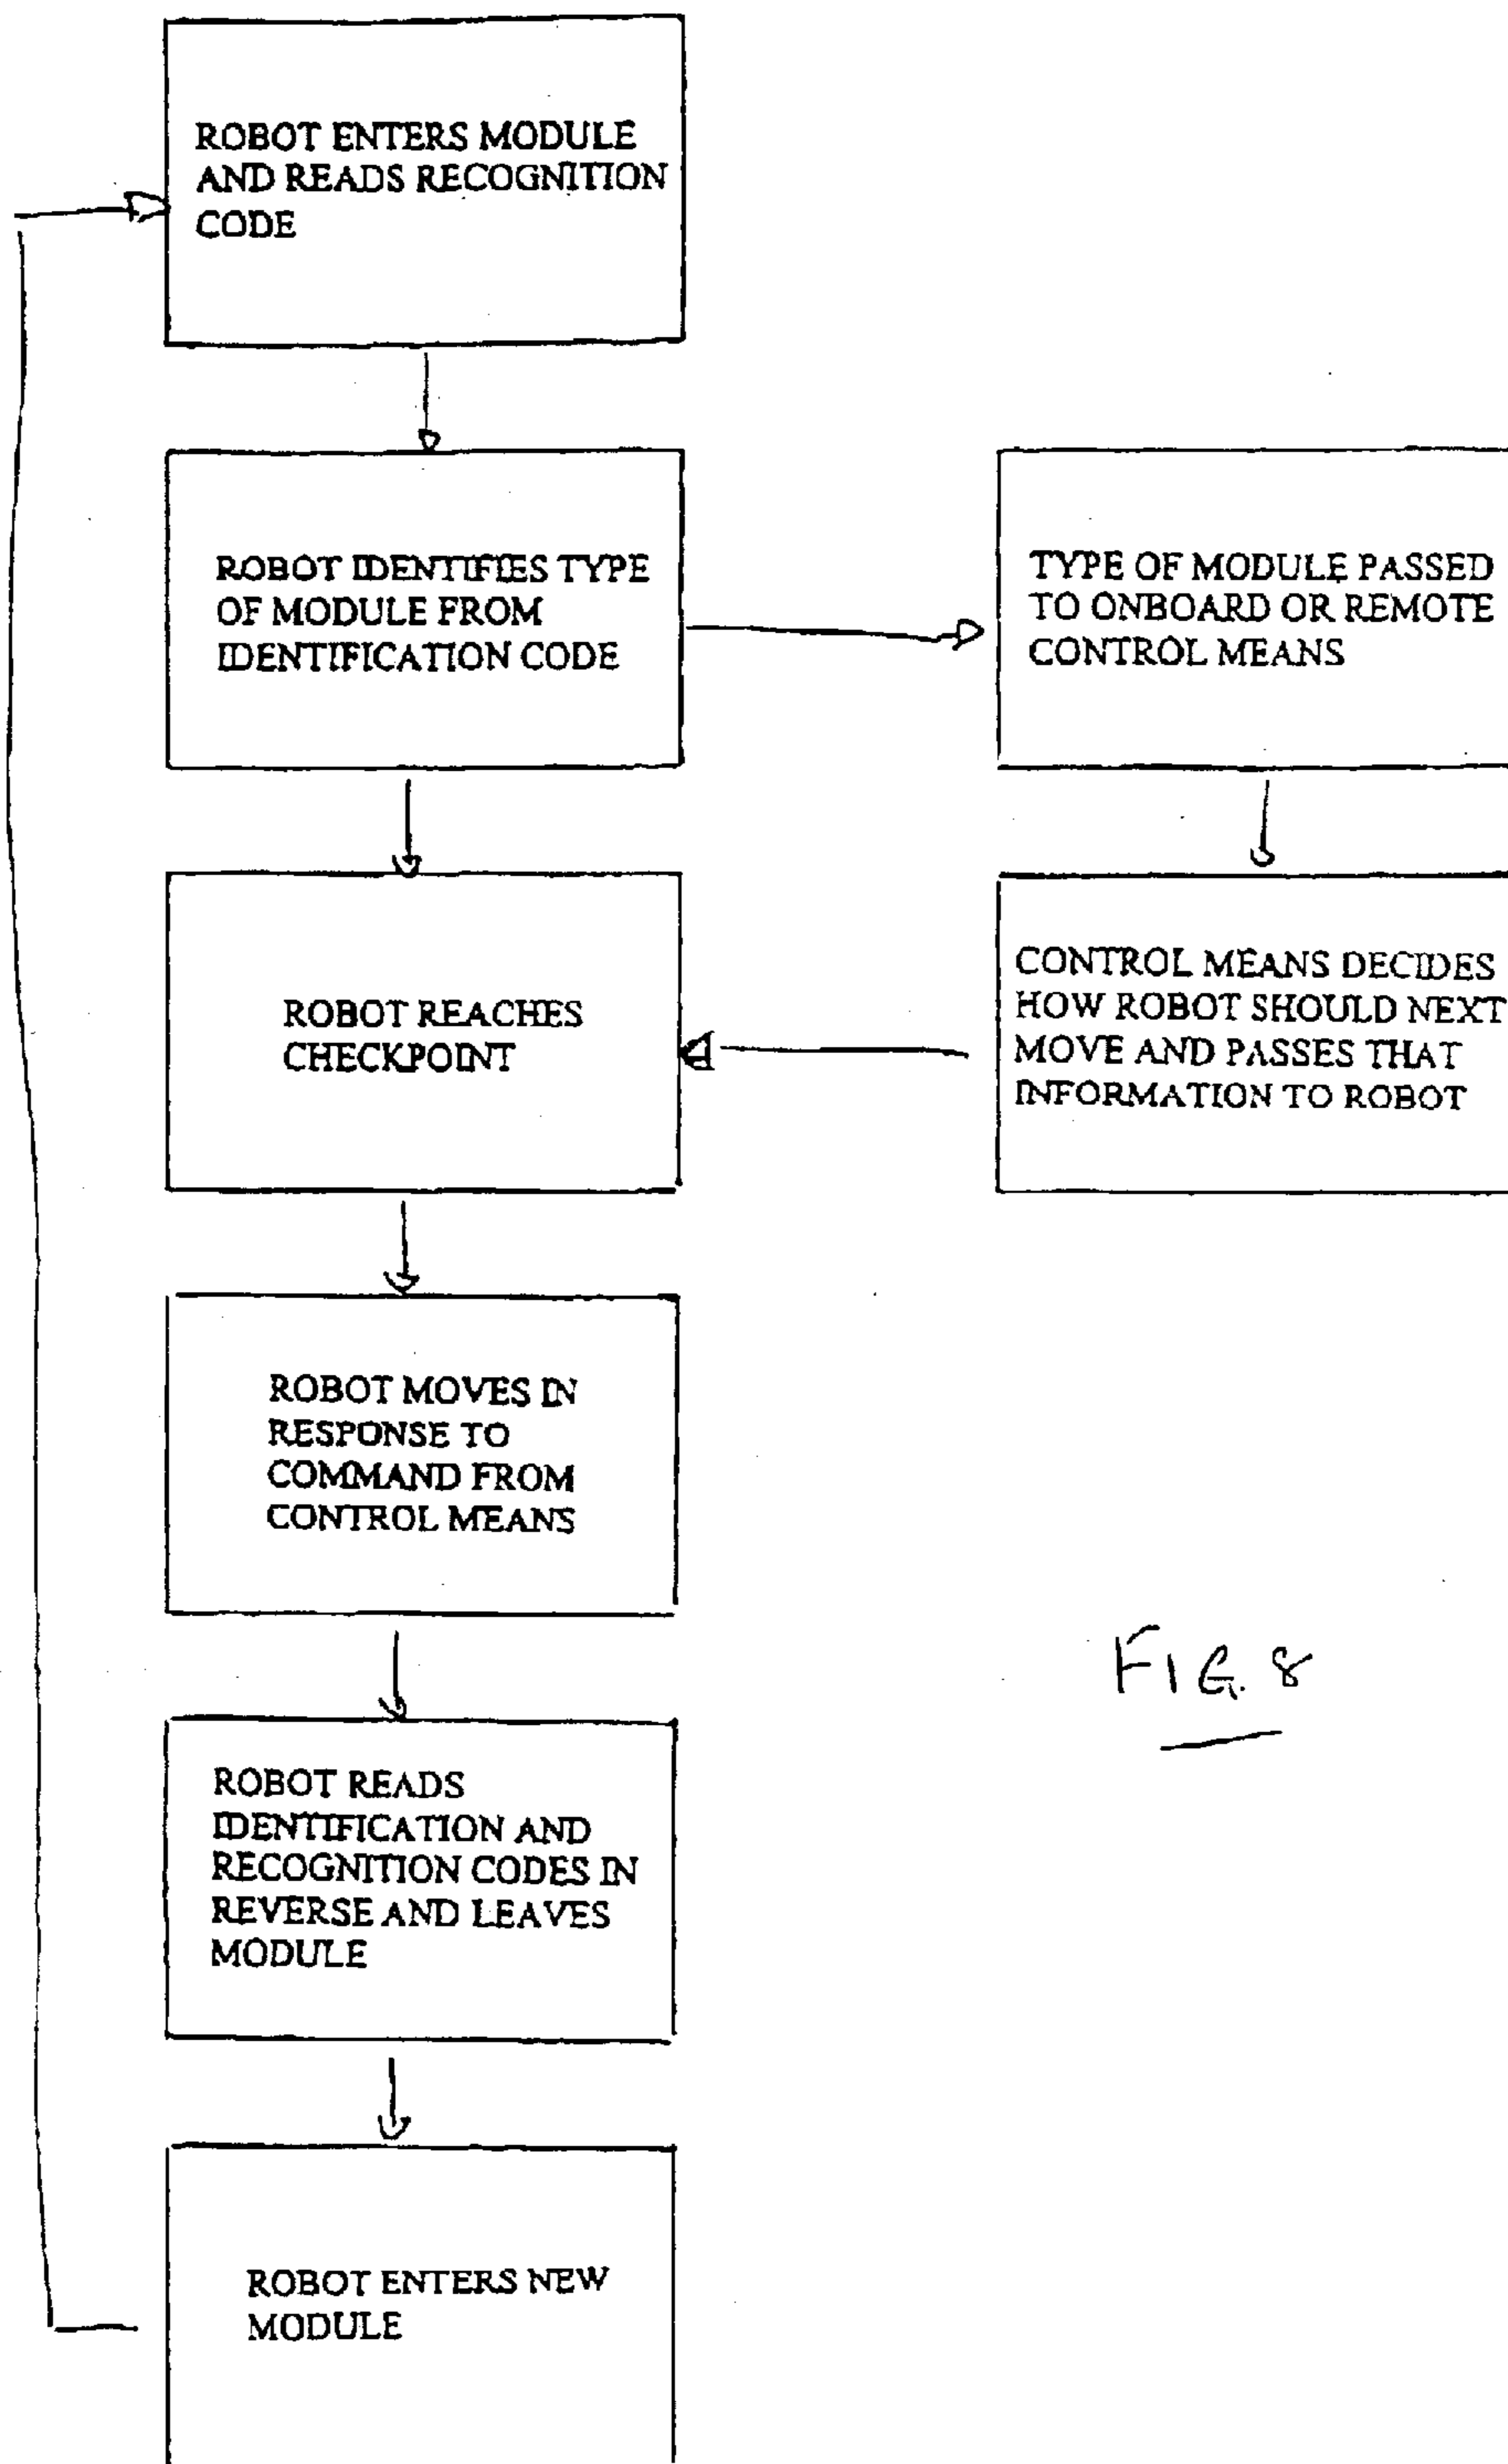 ROBOT ENTERS MODULE
AND READS RECOGNITION
CODE
ROBOT IDENTIFIES TYPE
OF MODULE FROM
IDENTIFICATION CODE
TYPE OF MODULE PASSED
TO ONBOARD OR REMOTE
CONTROL MEANS
ROBOT REACHES
CHECKPOINT
CONTROL MEANS DECIDES
HOW ROBOT SHOULD NEXT
MOVE AND PASSES THAT
INFORMATION TO ROBOT
ROBOT MOVES IN
RESPONSE TO
COMMAND FROM
CONTROL MEANS
ROBOT READS
IDENTIFICATION AND
RECOGNITION CODES IN
REVERSE AND LEAVES
MODULE
ROBOT ENTERS NEW
MODULE
FIG. 8